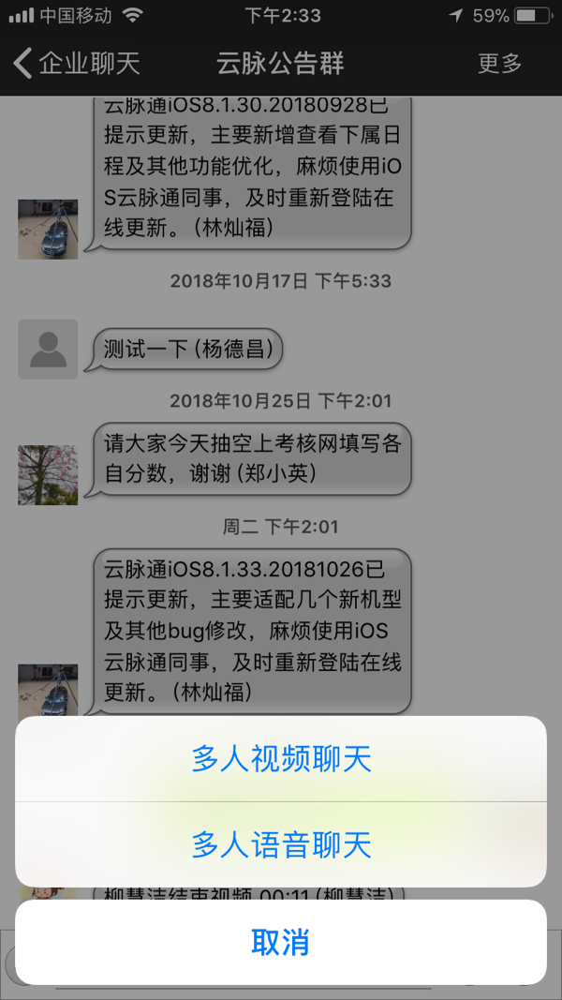 中国移动 下午2:33 59%
企业聊天 云脉公告群 更多
云脉通iOS8.1.30.20180928已
提示更新，主要新增查看下属日
程及其他功能优化，麻烦使用iO
S云脉通同事，及时重新登陆在
线更新。（林灿福）
2018年10月17日 下午5:33
测试一下（杨德昌）
2018年10月25日 下午2:01
请大家今天抽空上考核网填写各
自分数，谢谢（郑小英）
周二 下午2:01
云脉通iOS8.1.33.20181026已
提示更新，主要适配几个新机型
及其他bug修改，麻烦使用iOS
云脉通同事，及时重新登陆在线
更新。（林灿福）
多人视频聊天
多人语音聊天
柳慧洁结束视频 00:11（柳慧洁）
取消